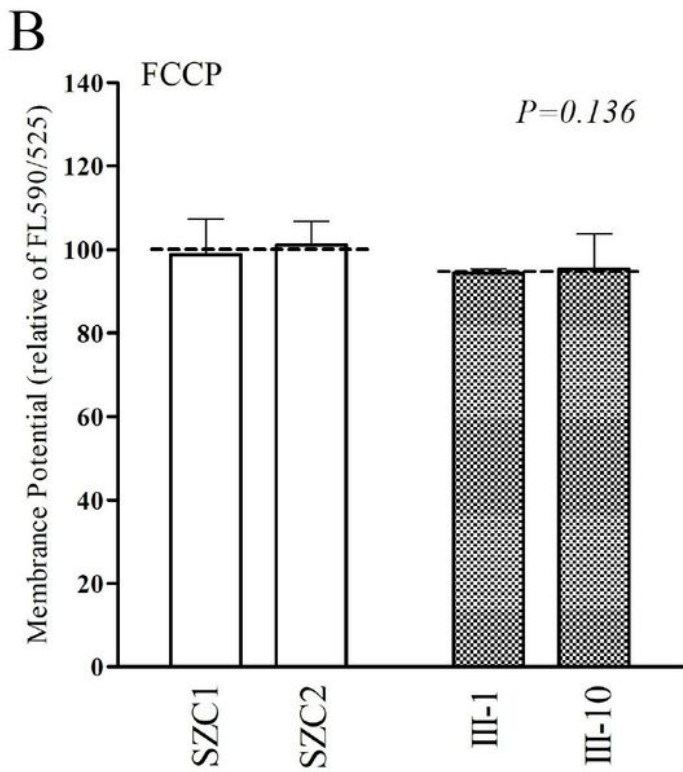 B
FCCP
P=0.136
Membrance Potential (relative of FL590/525)
140
120
100
80
60
40
20
0
SZC1
SZC2
III-1
III-10